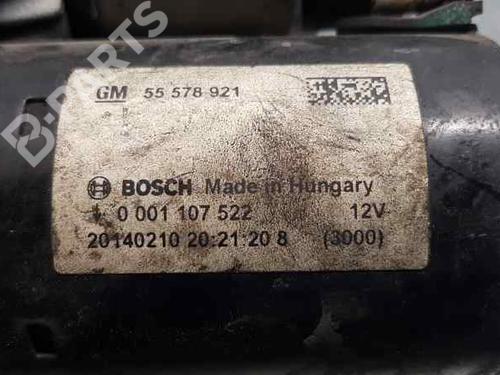 B-PARTS
GM 55 578 921
BOSCH Made in Hungary
0 001 107 522 12V
20140210 20:21:20 8 (3000)